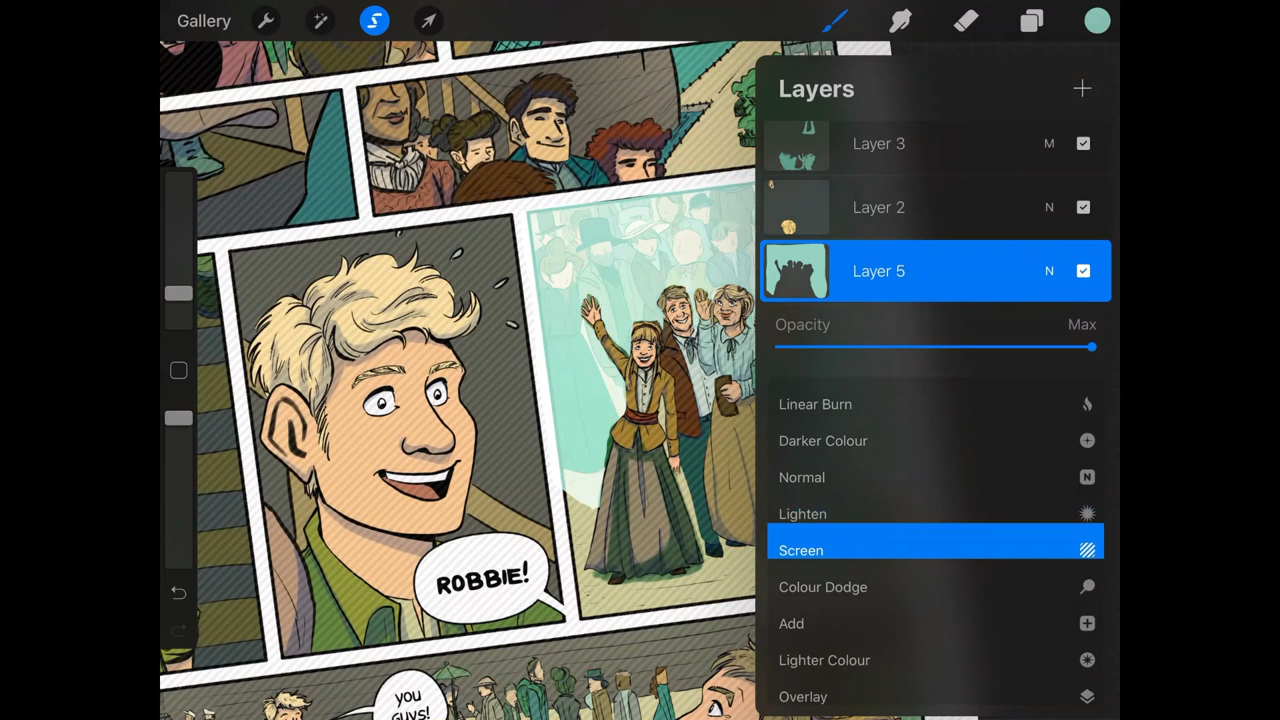 Gallery
Layers
Layer 3 M
Layer 2 N
Layer 5 N
Opacity Max
Linear Burn
Darker Colour
Normal N
Lighten
Screen
Colour Dodge
Add
Lighter Colour
Overlay
ROBBIE!
YOU
GUYS!